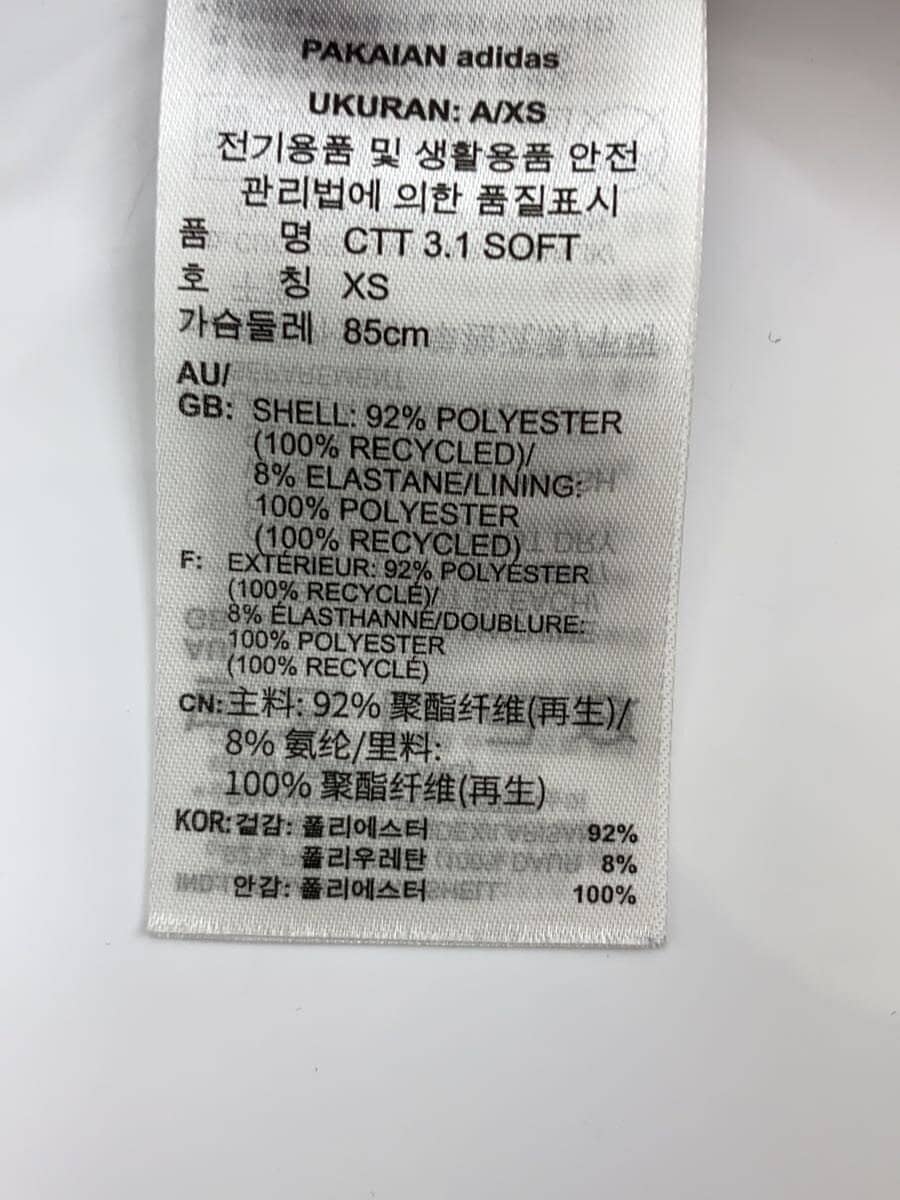 PAKAIAN adidas
UKURAN: A/XS
전기용품 및 생활용품 안전
관리법에 의한 품질표시
품 명 CTT 3.1 SOFT
호 칭 XS
가슴둘레 85cm
AU/
GB: SHELL: 92% POLYESTER
(100% RECYCLED)/
8% ELASTANE/LINING:
100% POLYESTER
(100% RECYCLED)
F: EXTÉRIEUR: 92% POLYESTER
(100% RECYCLÉ)/
8% ÉLASTHANNE/DOUBLURE:
100% POLYESTER
(100% RECYCLÉ)
CN: 主料: 92% 聚酯纤维(再生)/
8% 氨纶/里料:
100% 聚酯纤维(再生)
KOR: 겉감: 폴리에스터 92%
폴리우레탄 8%
안감: 폴리에스터 100%